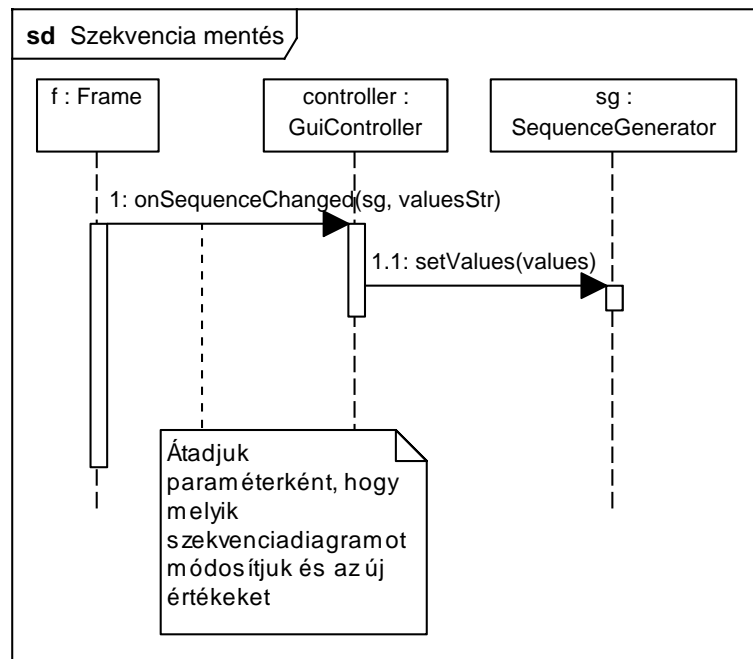 sd Szekvencia mentés
f : Frame
controller :
GuiController
sg :
SequenceGenerator
1: onSequenceChanged(sg, valuesStr)
1.1: setValues(values)
Átadjuk
paraméterként, hogy
melyik
szekvenciadiagramot
módosítjuk és az új
értékeket